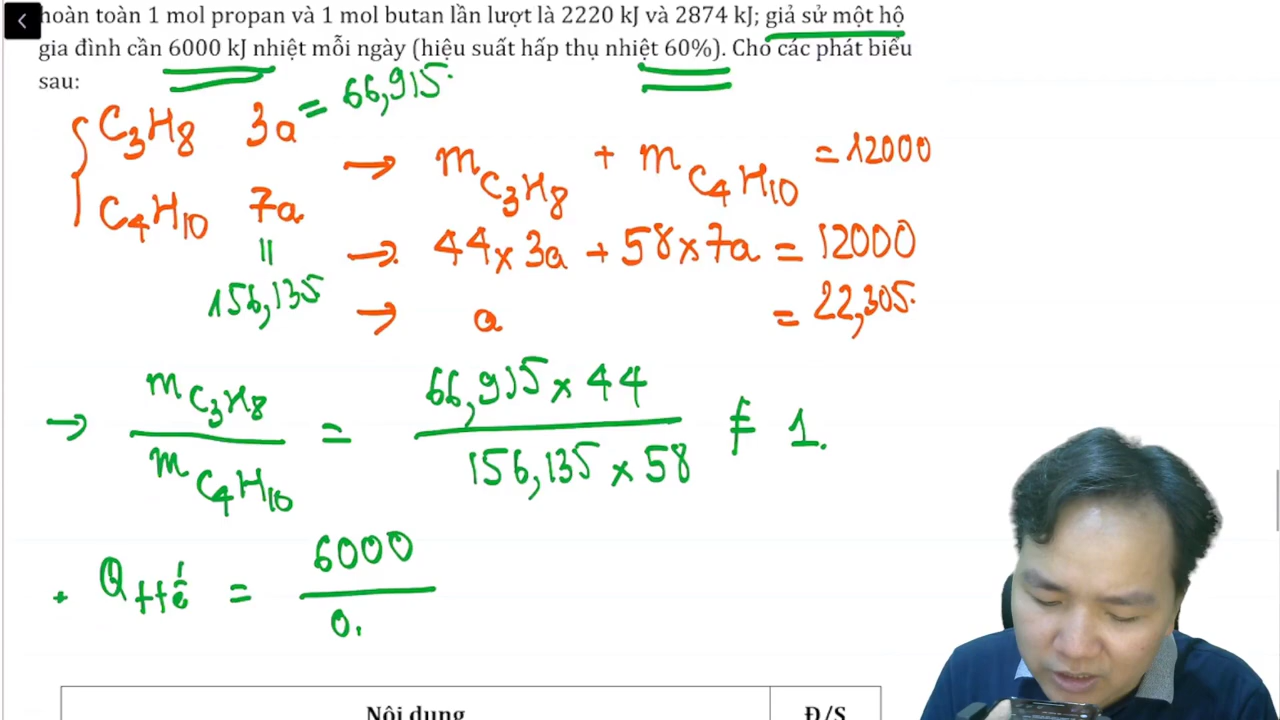 hoàn toàn 1 mol propan và 1 mol butan lần lượt là 2220 kJ và 2874 kJ; giả sử một hộ
gia đình cần 6000 kJ nhiệt mỗi ngày (hiệu suất hấp thụ nhiệt 60%). Cho các phát biểu
sau:
C3H8 3a = 66,915
→ mC3H8 + mC4H10 = 12000
C4H10 7a
→ 44 x 3a + 58 x 7a = 12000
= 156,135
→ a = 22,305
→ mC3H8 / mC4H10 = 66,915 x 44 / 156,135 x 58 ≠ 1.
+ Qttế = 6000 / 0.
Nội dung Đ/S